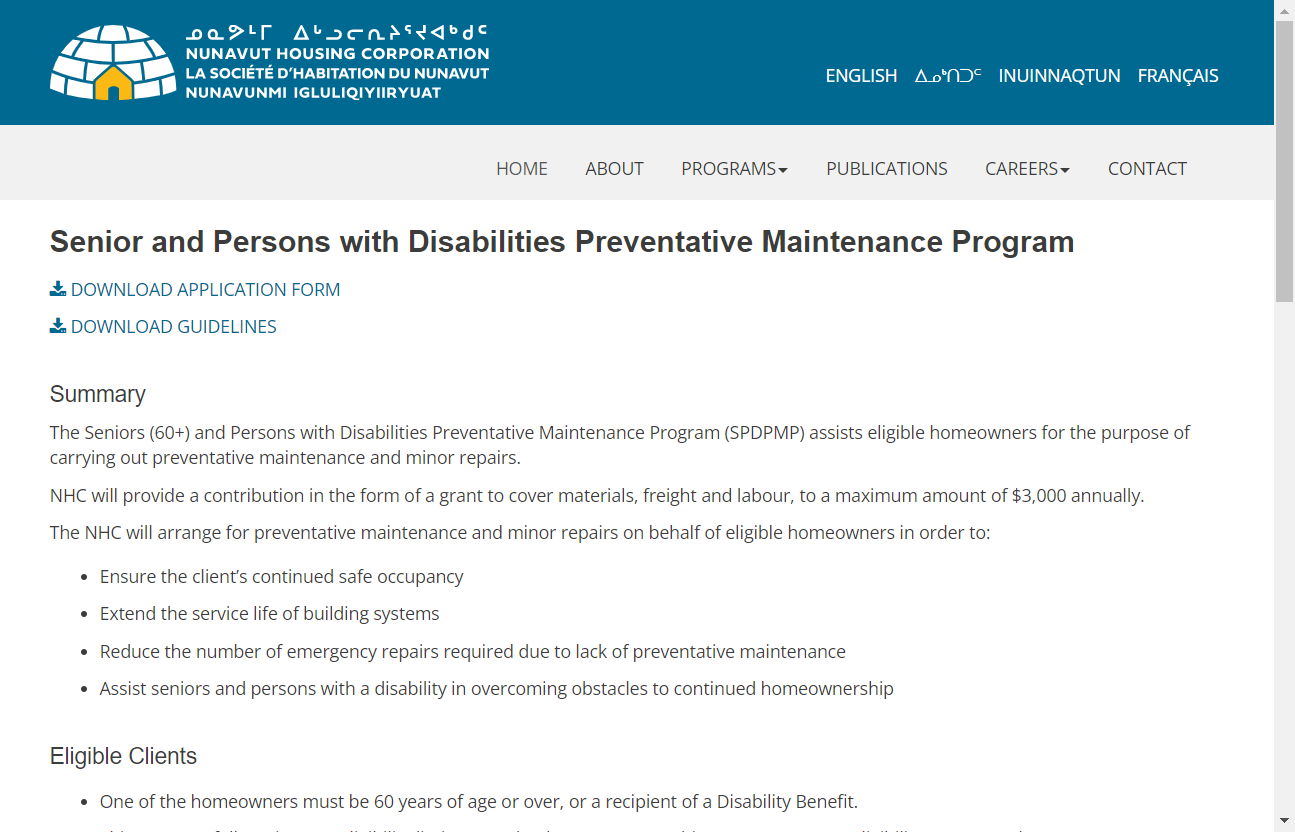 ᓄᓇᕗᒻᒥ ᐃᒡᓗᓕᕆᔨᕐᔪᐊᒃᑯᑦ
NUNAVUT HOUSING CORPORATION
LA SOCIÉTÉ D'HABITATION DU NUNAVUT
NUNAVUNMI IGLULIQIYIIRYUAT
ENGLISH ᐃᓄᒃᑎᑐᑦ INUINNAQTUN FRANÇAIS
HOME ABOUT PROGRAMS PUBLICATIONS CAREERS CONTACT
Senior and Persons with Disabilities Preventative Maintenance Program
DOWNLOAD APPLICATION FORM
DOWNLOAD GUIDELINES
Summary
The Seniors (60+) and Persons with Disabilities Preventative Maintenance Program (SPDPMP) assists eligible homeowners for the purpose of
carrying out preventative maintenance and minor repairs.
NHC will provide a contribution in the form of a grant to cover materials, freight and labour, to a maximum amount of $3,000 annually.
The NHC will arrange for preventative maintenance and minor repairs on behalf of eligible homeowners in order to:
• Ensure the client’s continued safe occupancy
• Extend the service life of building systems
• Reduce the number of emergency repairs required due to lack of preventative maintenance
• Assist seniors and persons with a disability in overcoming obstacles to continued homeownership
Eligible Clients
• One of the homeowners must be 60 years of age or over, or a recipient of a Disability Benefit.